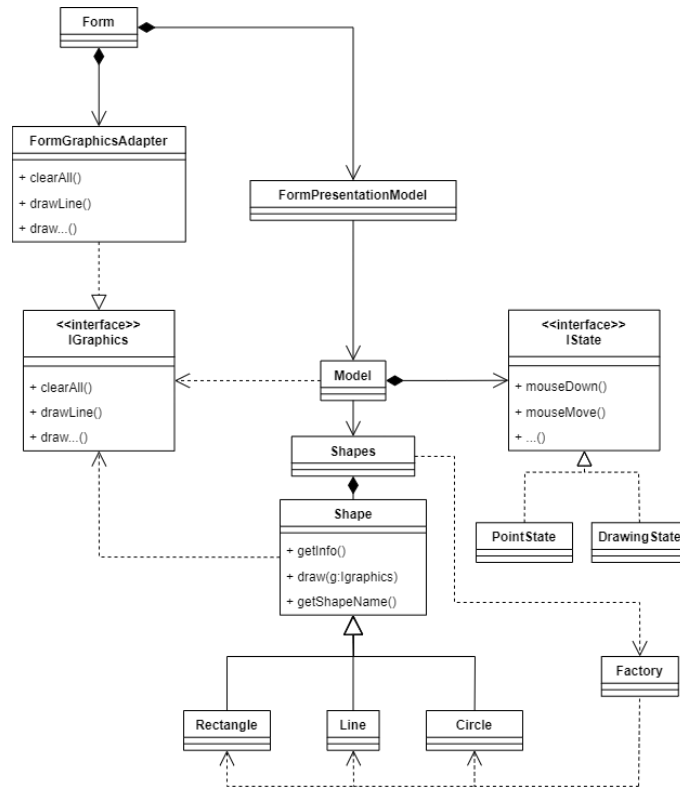 Form
FormGraphicsAdapter
+ clearAll()
+ drawLine()
+ draw...()
FormPresentationModel
<<interface>>
IGraphics
+ clearAll()
+ drawLine()
+ draw...()
Model
<<interface>>
IState
+ mouseDown()
+ mouseMove()
+ ...()
Shapes
Shape
+ getInfo()
+ draw(g:Igraphics)
+ getShapeName()
PointState
DrawingState
Factory
Rectangle
Line
Circle